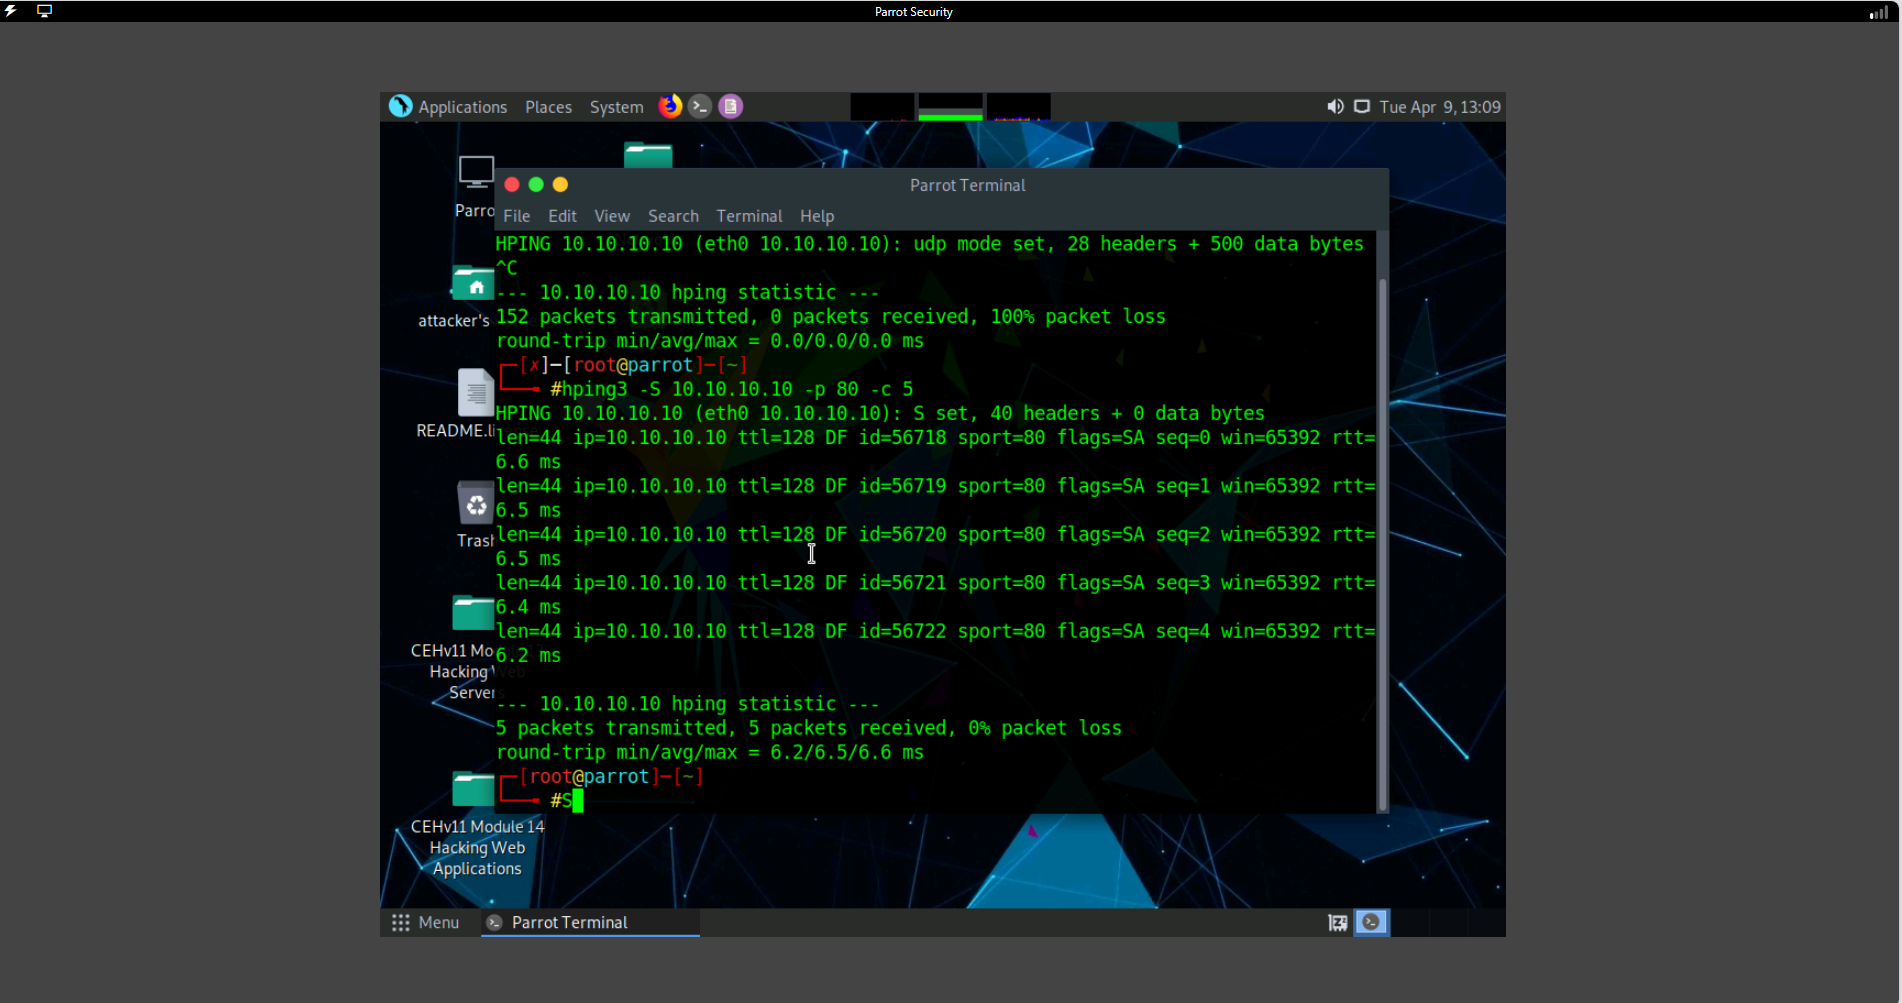 Parrot Security
Applications Places System
Tue Apr 9, 13:09
Parrot Terminal
File Edit View Search Terminal Help
HPING 10.10.10.10 (eth0 10.10.10.10): udp mode set, 28 headers + 500 data bytes
^C
--- 10.10.10.10 hping statistic ---
152 packets transmitted, 0 packets received, 100% packet loss
round-trip min/avg/max = 0.0/0.0/0.0 ms
[✗]─[root@parrot]─[~]
#hping3 -S 10.10.10.10 -p 80 -c 5
HPING 10.10.10.10 (eth0 10.10.10.10): S set, 40 headers + 0 data bytes
len=44 ip=10.10.10.10 ttl=128 DF id=56718 sport=80 flags=SA seq=0 win=65392 rtt=
6.6 ms
len=44 ip=10.10.10.10 ttl=128 DF id=56719 sport=80 flags=SA seq=1 win=65392 rtt=
6.5 ms
len=44 ip=10.10.10.10 ttl=128 DF id=56720 sport=80 flags=SA seq=2 win=65392 rtt=
6.5 ms
len=44 ip=10.10.10.10 ttl=128 DF id=56721 sport=80 flags=SA seq=3 win=65392 rtt=
6.4 ms
len=44 ip=10.10.10.10 ttl=128 DF id=56722 sport=80 flags=SA seq=4 win=65392 rtt=
6.2 ms
--- 10.10.10.10 hping statistic ---
5 packets transmitted, 5 packets received, 0% packet loss
round-trip min/avg/max = 6.2/6.5/6.6 ms
[root@parrot]─[~]
#S
Parro
attacker's
README.li
Trash
CEHv11 Mo
Hacking Web
Server
CEHv11 Module 14
Hacking Web
Applications
Menu
Parrot Terminal